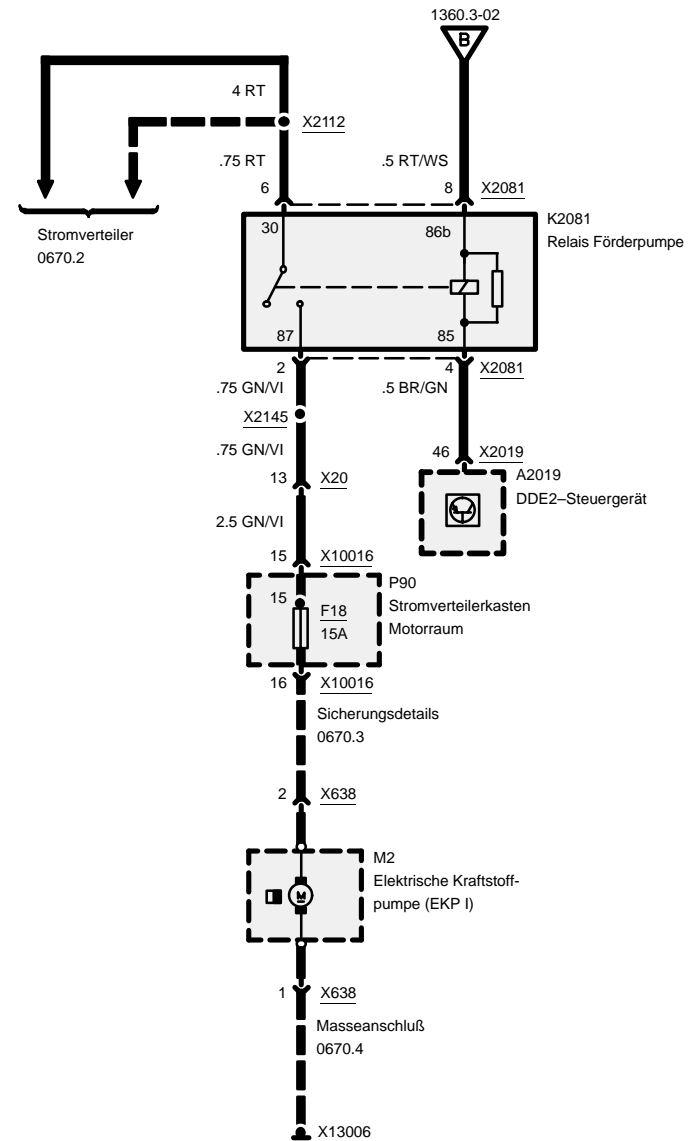 1360.3-02
B
4 RT
X2112
.75 RT
.5 RT/WS
6
8
X2081
Stromverteiler
0670.2
30
86b
K2081
Relais Förderpumpe
87
85
2
4
X2081
.75 GN/VI
.5 BR/GN
X2145
.75 GN/VI
46
X2019
13
X20
A2019
DDE2–Steuergerät
2.5 GN/VI
15
X10016
P90
Stromverteilerkasten
Motorraum
15
F18
15A
16
X10016
Sicherungsdetails
0670.3
2
X638
M2
Elektrische Kraftstoff-
pumpe (EKP I)
M
1
X638
Masseanschluß
0670.4
X13006